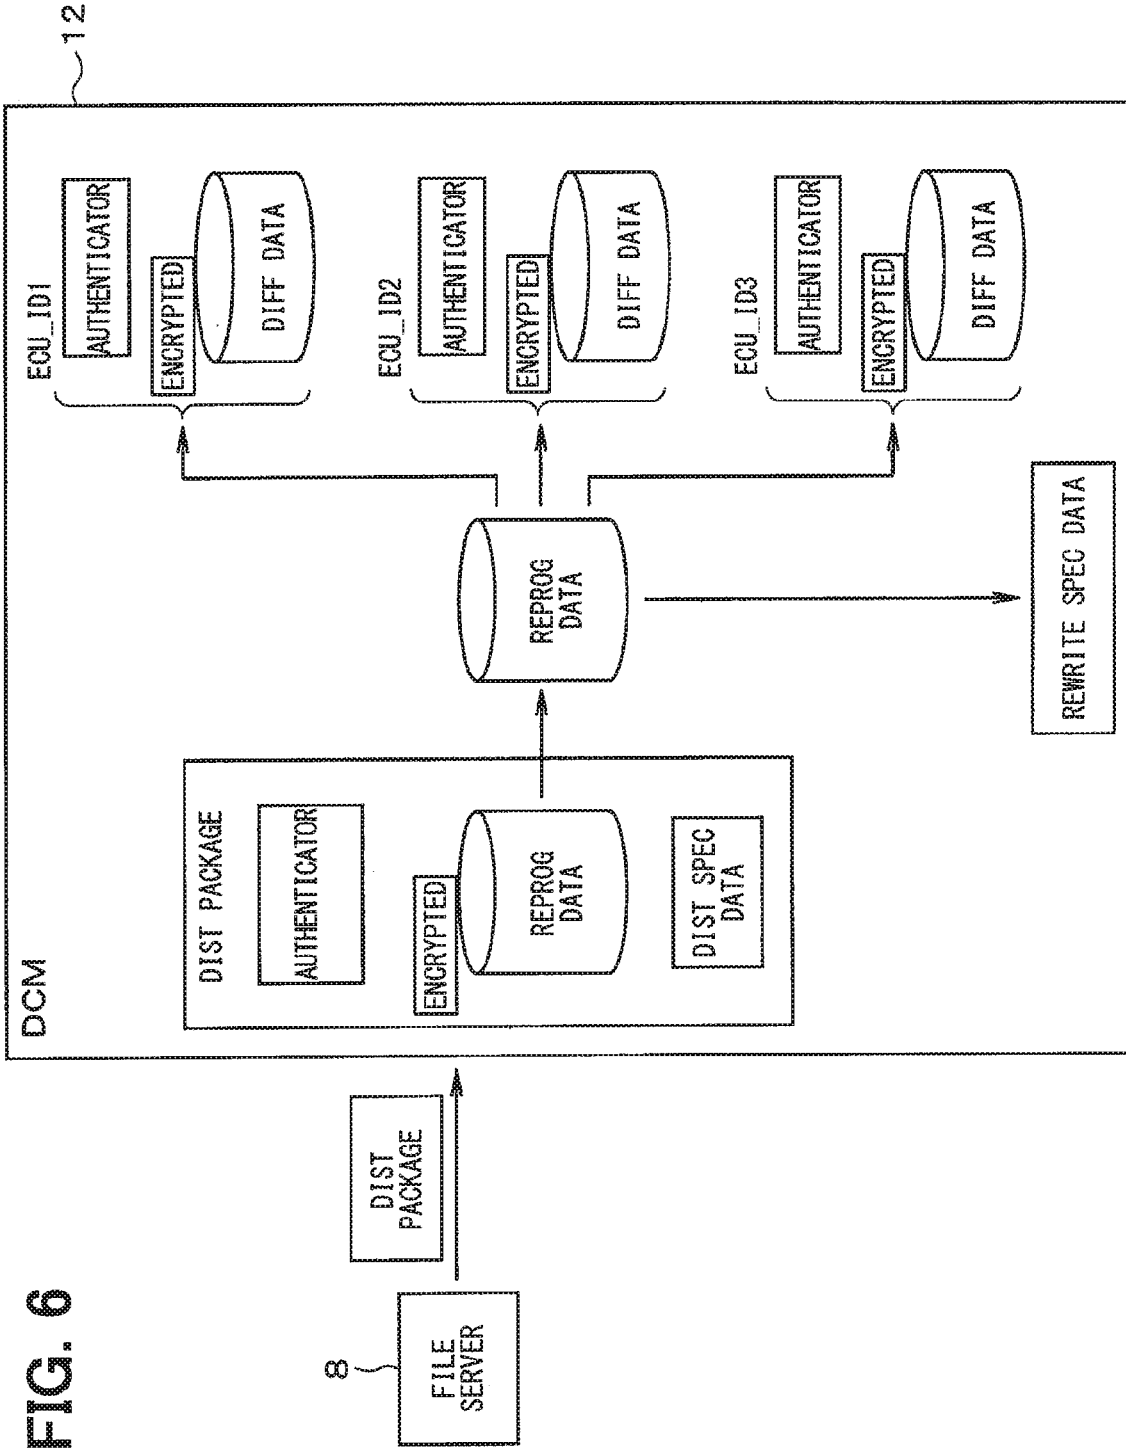 FIG. 6
8
FILE
SERVER
DIST
PACKAGE
12
DCM
DIST PACKAGE
AUTHENTICATOR
ENCRYPTED
REPROG
DATA
DIST SPEC
DATA
REPROG
DATA
REWRITE SPEC DATA
ECU_ID1
AUTHENTICATOR
ENCRYPTED
DIFF DATA
ECU_ID2
AUTHENTICATOR
ENCRYPTED
DIFF DATA
ECU_ID3
AUTHENTICATOR
ENCRYPTED
DIFF DATA